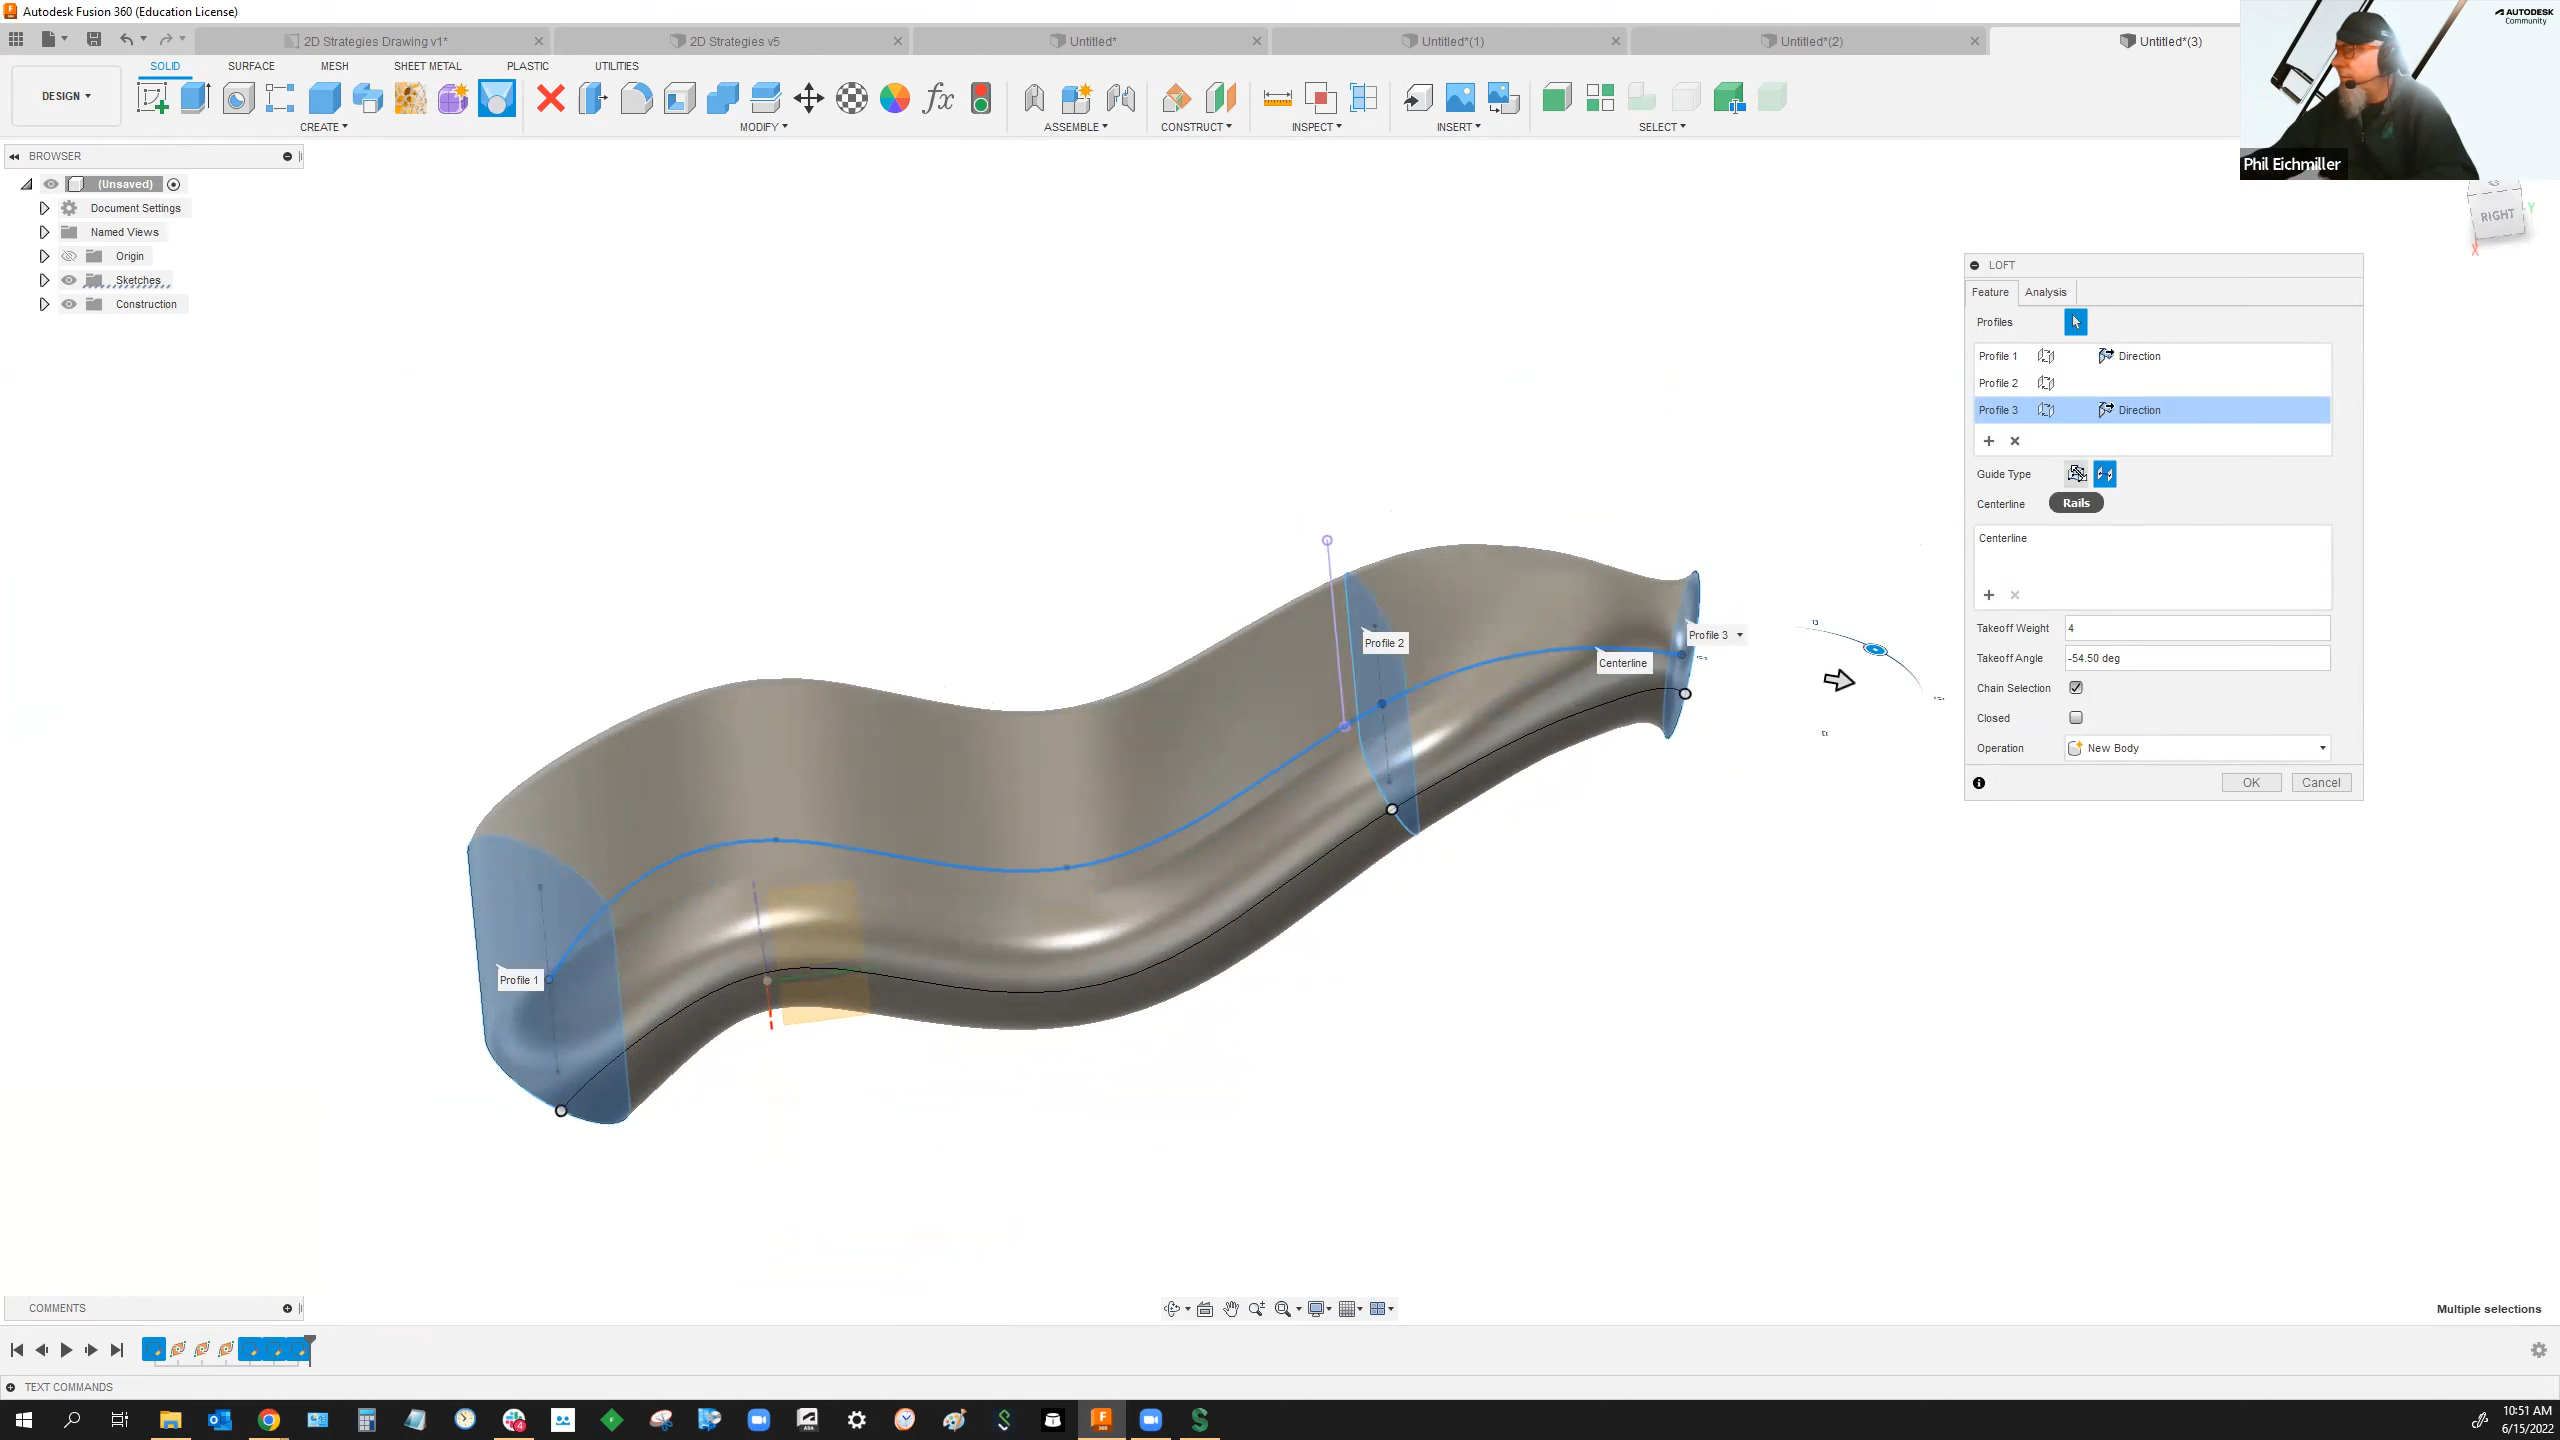 Autodesk Fusion 360 (Education License)
AUTODESK
Community
2D Strategies Drawing v1*
2D Strategies v5
Untitled*
Untitled*(1)
Untitled*(2)
Untitled*(3)
SOLID
SURFACE
MESH
SHEET METAL
PLASTIC
UTILITIES
DESIGN
fx
CREATE
MODIFY
ASSEMBLE
CONSTRUCT
INSPECT
INSERT
SELECT
Phil Eichmiller
BROWSER
(Unsaved)
Document Settings
Named Views
Origin
Sketches
Construction
RIGHT
Y
X
LOFT
Feature
Analysis
Profiles
Profile 1
Direction
Profile 2
Profile 3
Direction
Guide Type
Centerline
Rails
Centerline
Takeoff Weight
4
Takeoff Angle
-54.50 deg
Chain Selection
Closed
Operation
New Body
OK
Cancel
Profile 3
Profile 2
Centerline
Profile 1
COMMENTS
Multiple selections
TEXT COMMANDS
10:51 AM
6/15/2022